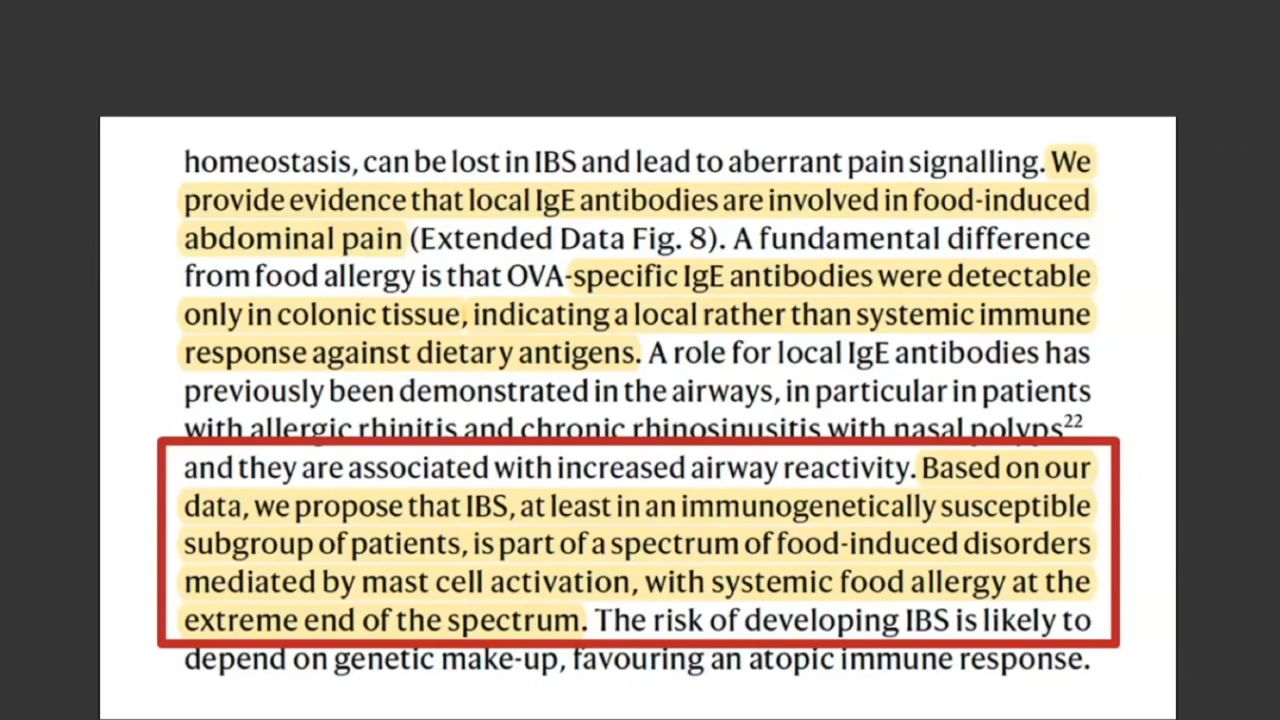 homeostasis, can be lost in IBS and lead to aberrant pain signalling. We
provide evidence that local IgE antibodies are involved in food-induced
abdominal pain (Extended Data Fig. 8). A fundamental difference
from food allergy is that OVA-specific IgE antibodies were detectable
only in colonic tissue, indicating a local rather than systemic immune
response against dietary antigens. A role for local IgE antibodies has
previously been demonstrated in the airways, in particular in patients
with allergic rhinitis and chronic rhinosinusitis with nasal polyps²²
and they are associated with increased airway reactivity. Based on our
data, we propose that IBS, at least in an immunogenetically susceptible
subgroup of patients, is part of a spectrum of food-induced disorders
mediated by mast cell activation, with systemic food allergy at the
extreme end of the spectrum. The risk of developing IBS is likely to
depend on genetic make-up, favouring an atopic immune response.